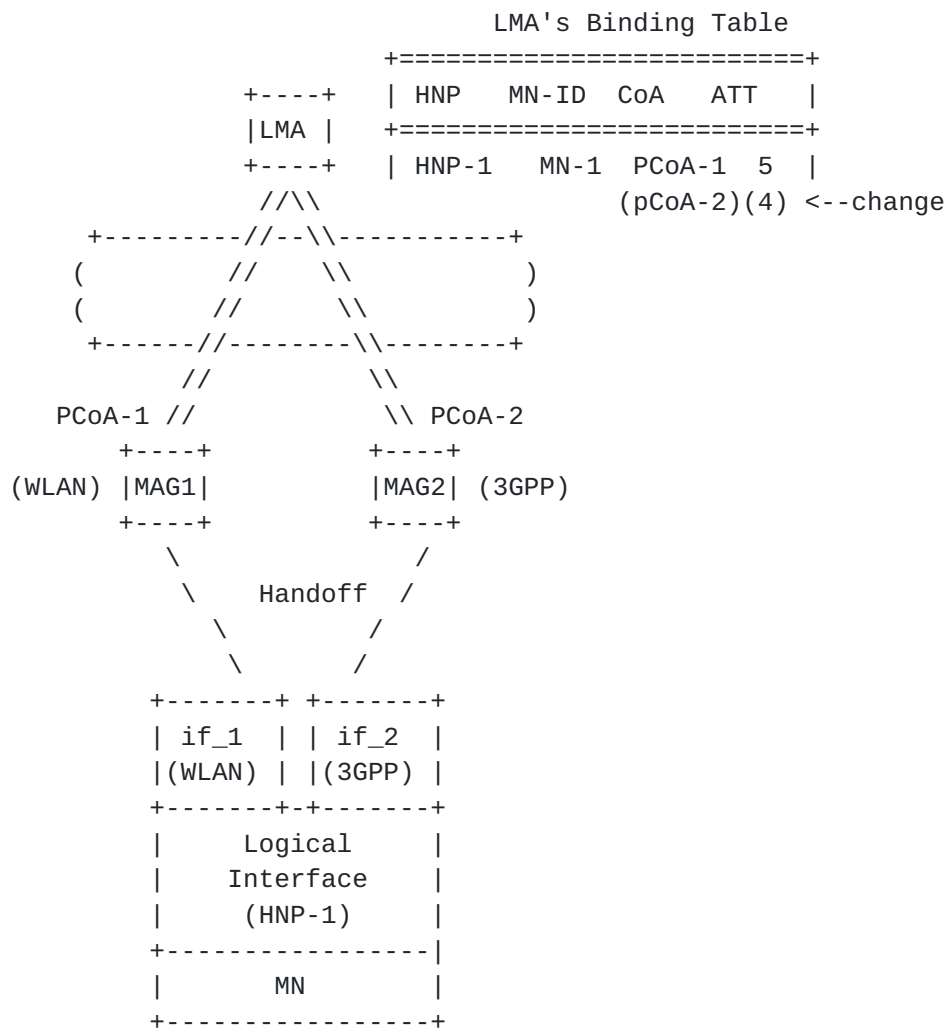 LMA's Binding Table
                        +==========================+
               +----+   | HNP   MN-ID  CoA   ATT   |
               |LMA |   +==========================+
               +----+   | HNP-1   MN-1  PCoA-1  5  |
                //\\                   (pCoA-2)(4) <--change
     +---------//--\\-----------+
    (         //    \\           )
    (        //      \\          )
     +------//--------\\--------+
           //          \\
   PCoA-1 //            \\ PCoA-2
       +----+          +----+
(WLAN) |MAG1|          |MAG2| (3GPP)
       +----+          +----+
          \               /
           \    Handoff  /
             \         /
              \       /
         +-------+ +-------+
         | if_1  | | if_2  |
         |(WLAN) | |(3GPP) |
         +-------+-+-------+
         |     Logical     |
         |    Interface    |
         |     (HNP-1)     |
         +-----------------|
         |       MN        |
         +-----------------+